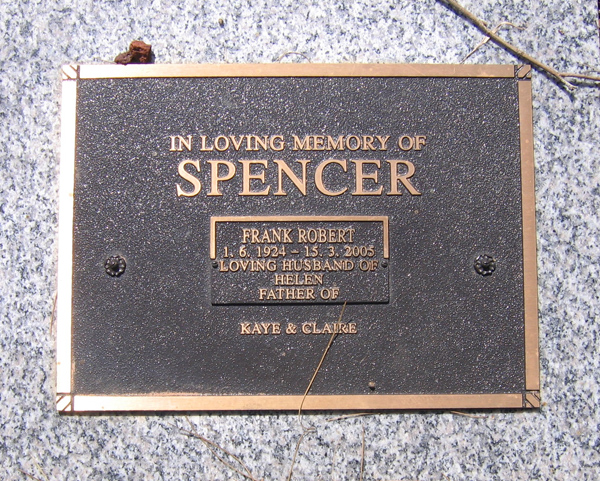 IN LOVING MEMORY OF
SPENCER
FRANK ROBERT
1. 6. 1924 – 15. 3. 2005
LOVING HUSBAND OF
HELEN
FATHER OF
KAYE & CLAIRE